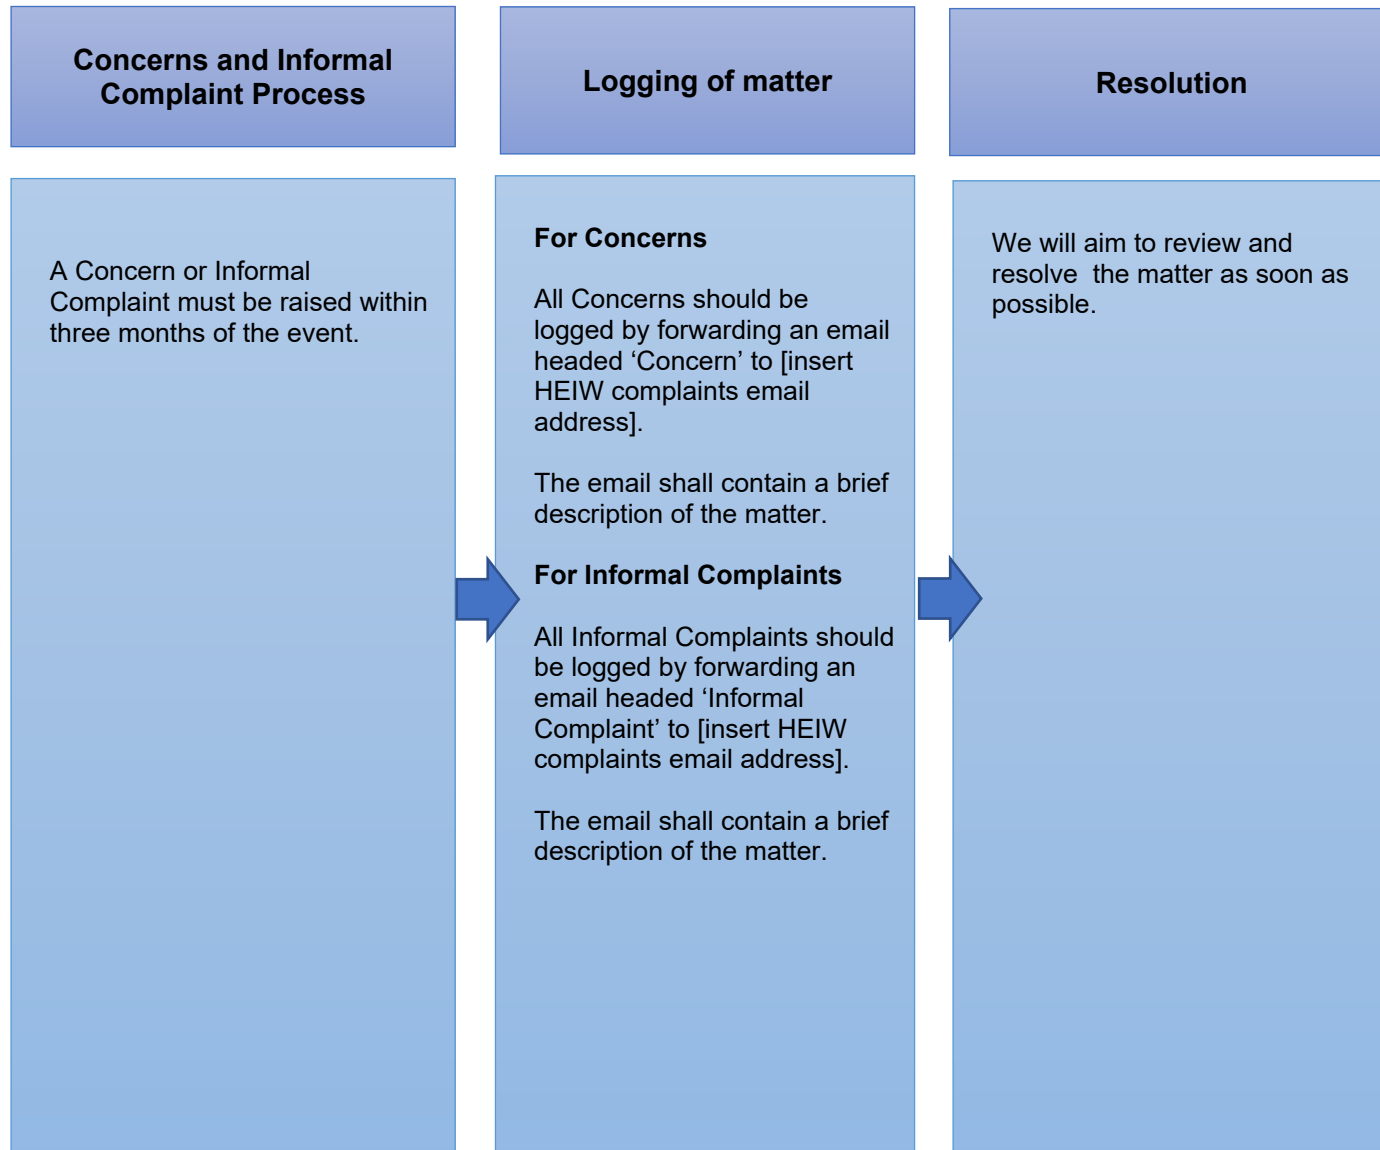 Concerns and Informal
Complaint Process
Logging of matter
Resolution
A Concern or Informal
Complaint must be raised within
three months of the event.
For Concerns
All Concerns should be
logged by forwarding an email
headed ‘Concern’ to [insert
HEIW complaints email
address].
The email shall contain a brief
description of the matter.
For Informal Complaints
All Informal Complaints should
be logged by forwarding an
email headed ‘Informal
Complaint’ to [insert HEIW
complaints email address].
The email shall contain a brief
description of the matter.
We will aim to review and
resolve  the matter as soon as
possible.